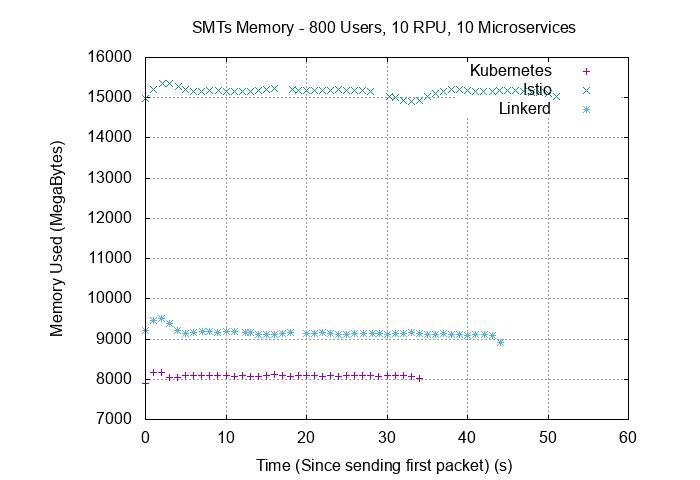 SMTs Memory - 800 Users, 10 RPU, 10 Microservices
16000
15000
14000
13000
12000
11000
10000
9000
8000
7000
Memory Used (MegaBytes)
Kubernetes
Istio
Linkerd
0 10 20 30 40 50 60
Time (Since sending first packet) (s)